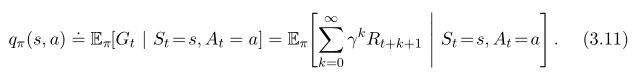 q_π(s, a) ≐ 𝔼_π[G_t | S_t = s, A_t = a] = 𝔼_π[ ∑_{k=0}^{∞} γ^k R_{t+k+1} | S_t = s, A_t = a ] . (3.11)